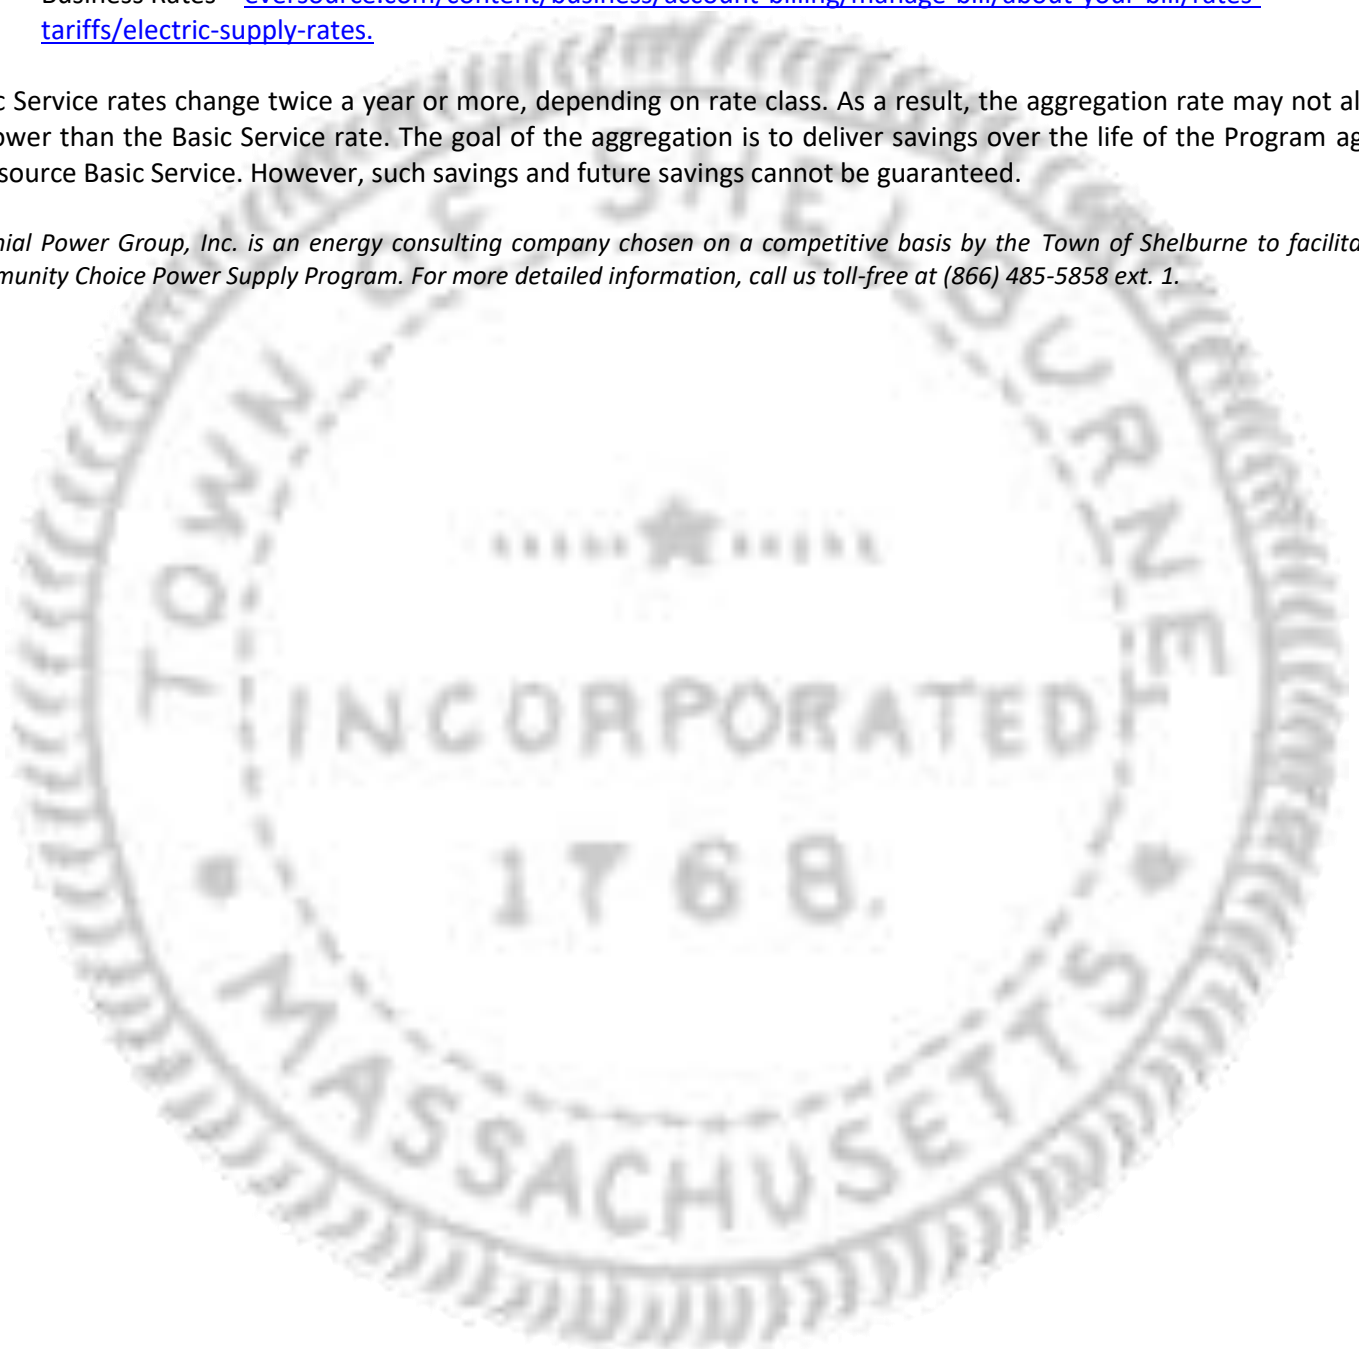 Business Rates – eversource.com/content/business/account-billing/manage-bill/about-your-bill/rates-
tariffs/electric-supply-rates.
c Service rates change twice a year or more, depending on rate class. As a result, the aggregation rate may not al
ower than the Basic Service rate. The goal of the aggregation is to deliver savings over the life of the Program ag
source Basic Service. However, such savings and future savings cannot be guaranteed.
nial Power Group, Inc. is an energy consulting company chosen on a competitive basis by the Town of Shelburne to facilita
munity Choice Power Supply Program. For more detailed information, call us toll-free at (866) 485-5858 ext. 1.
TOWN OF SHELBURNE
INCORPORATED
1768.
MASSACHUSETTS